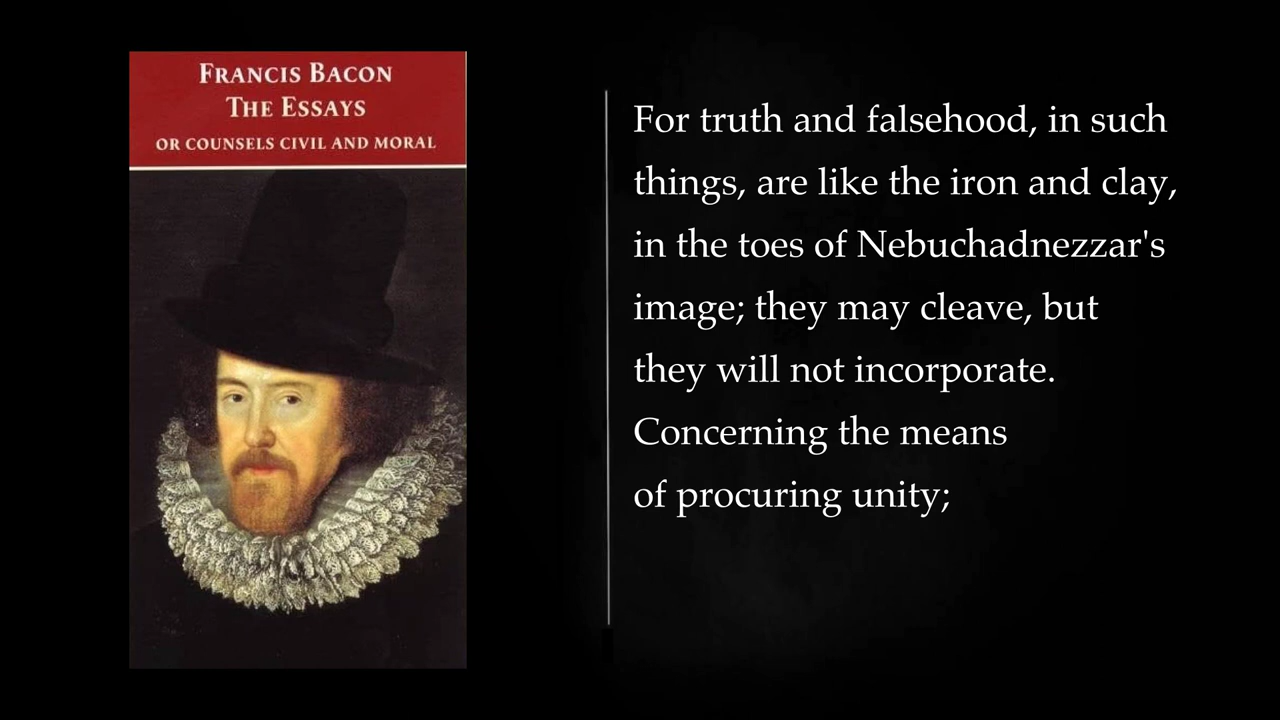 FRANCIS BACON
THE ESSAYS
OR COUNSELS CIVIL AND MORAL
For truth and falsehood, in such
things, are like the iron and clay,
in the toes of Nebuchadnezzar's
image; they may cleave, but
they will not incorporate.
Concerning the means
of procuring unity;